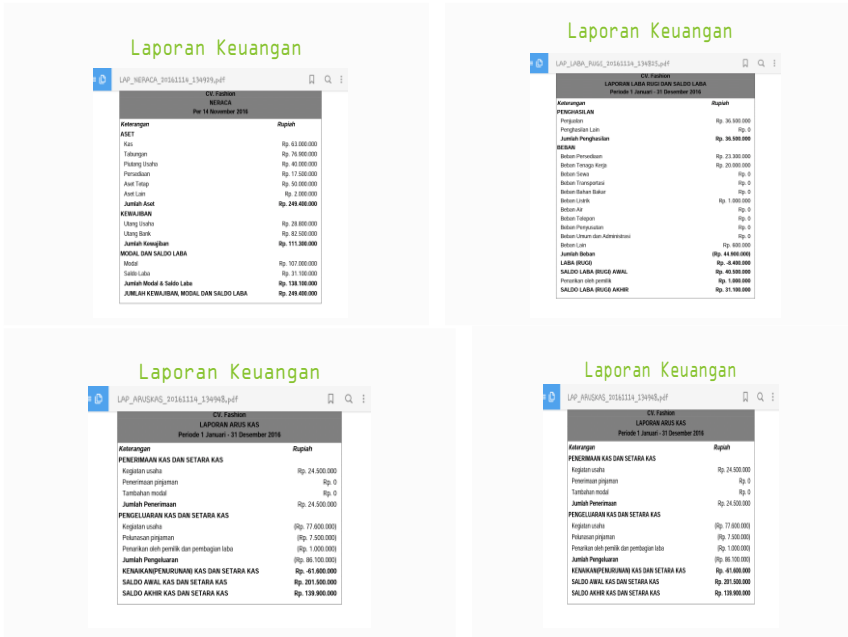 Laporan Keuangan
LAP_NERACA_20161114_134929.pdf
CV. Fashion
NERACA
Per 14 November 2016
Keterangan Rupiah
ASET
Kas Rp. 63.000.000
Tabungan Rp. 76.900.000
Piutang Usaha Rp. 40.000.000
Persediaan Rp. 17.500.000
Aset Tetap Rp. 50.000.000
Aset Lain Rp. 2.000.000
Jumlah Aset Rp. 249.400.000
KEWAJIBAN
Utang Usaha Rp. 28.800.000
Utang Bank Rp. 82.500.000
Jumlah Kewajiban Rp. 111.300.000
MODAL DAN SALDO LABA
Modal Rp. 107.000.000
Saldo Laba Rp. 31.100.000
Jumlah Modal & Saldo Laba Rp. 138.100.000
JUMLAH KEWAJIBAN, MODAL DAN SALDO LABA Rp. 249.400.000
Laporan Keuangan
LAP_LABA_RUGI_20161114_134815.pdf
CV. Fashion
LAPORAN LABA RUGI DAN SALDO LABA
Periode 1 Januari - 31 Desember 2016
Keterangan Rupiah
PENGHASILAN
Penjualan Rp. 36.500.000
Penghasilan Lain Rp. 0
Jumlah Penghasilan Rp. 36.500.000
BEBAN
Beban Persediaan Rp. 23.300.000
Beban Tenaga Kerja Rp. 20.000.000
Beban Sewa Rp. 0
Beban Transportasi Rp. 0
Beban Bahan Bakar Rp. 0
Beban Listrik Rp. 1.000.000
Beban Air Rp. 0
Beban Telepon Rp. 0
Beban Penyusutan Rp. 0
Beban Umum dan Administrasi Rp. 0
Beban Lain Rp. 600.000
Jumlah Beban (Rp. 44.900.000)
LABA (RUGI) Rp. -8.400.000
SALDO LABA (RUGI) AWAL Rp. 40.500.000
Penarikan oleh pemilik Rp. 1.000.000
SALDO LABA (RUGI) AKHIR Rp. 31.100.000
Laporan Keuangan
LAP_ARUSKAS_20161114_134948.pdf
CV. Fashion
LAPORAN ARUS KAS
Periode 1 Januari - 31 Desember 2016
Keterangan Rupiah
PENERIMAAN KAS DAN SETARA KAS
Kegiatan usaha Rp. 24.500.000
Penerimaan pinjaman Rp. 0
Tambahan modal Rp. 0
Jumlah Penerimaan Rp. 24.500.000
PENGELUARAN KAS DAN SETARA KAS
Kegiatan usaha (Rp. 77.600.000)
Pelunasan pinjaman (Rp. 7.500.000)
Penarikan oleh pemilik dan pembagian laba (Rp. 1.000.000)
Jumlah Pengeluaran (Rp. 86.100.000)
KENAIKAN(PENURUNAN) KAS DAN SETARA KAS Rp. -61.600.000
SALDO AWAL KAS DAN SETARA KAS Rp. 201.500.000
SALDO AKHIR KAS DAN SETARA KAS Rp. 139.900.000
Laporan Keuangan
LAP_ARUSKAS_20161114_134948.pdf
CV. Fashion
LAPORAN ARUS KAS
Periode 1 Januari - 31 Desember 2016
Keterangan Rupiah
PENERIMAAN KAS DAN SETARA KAS
Kegiatan usaha Rp. 24.500.000
Penerimaan pinjaman Rp. 0
Tambahan modal Rp. 0
Jumlah Penerimaan Rp. 24.500.000
PENGELUARAN KAS DAN SETARA KAS
Kegiatan usaha (Rp. 77.600.000)
Pelunasan pinjaman (Rp. 7.500.000)
Penarikan oleh pemilik dan pembagian laba (Rp. 1.000.000)
Jumlah Pengeluaran (Rp. 86.100.000)
KENAIKAN(PENURUNAN) KAS DAN SETARA KAS Rp. -61.600.000
SALDO AWAL KAS DAN SETARA KAS Rp. 201.500.000
SALDO AKHIR KAS DAN SETARA KAS Rp. 139.900.000